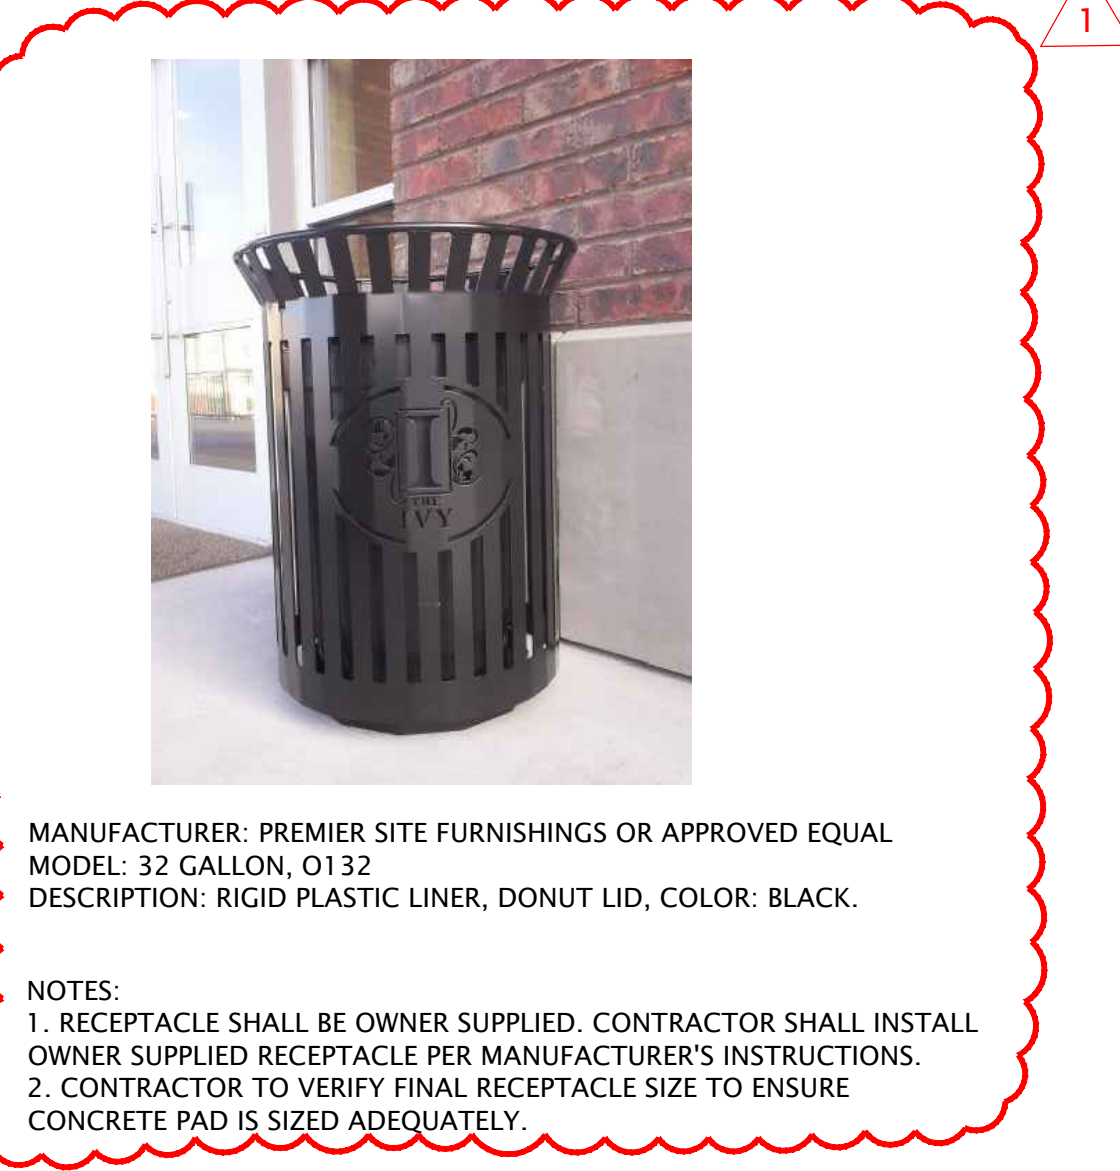 1
I
THE
IVY
MANUFACTURER: PREMIER SITE FURNISHINGS OR APPROVED EQUAL
MODEL: 32 GALLON, O132
DESCRIPTION: RIGID PLASTIC LINER, DONUT LID, COLOR: BLACK.
NOTES:
1. RECEPTACLE SHALL BE OWNER SUPPLIED. CONTRACTOR SHALL INSTALL
OWNER SUPPLIED RECEPTACLE PER MANUFACTURER'S INSTRUCTIONS.
2. CONTRACTOR TO VERIFY FINAL RECEPTACLE SIZE TO ENSURE
CONCRETE PAD IS SIZED ADEQUATELY.